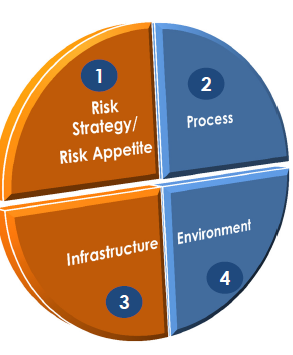 1
Risk
Strategy/
Risk Appetite
2
Process
Infrastructure
3
Environment
4